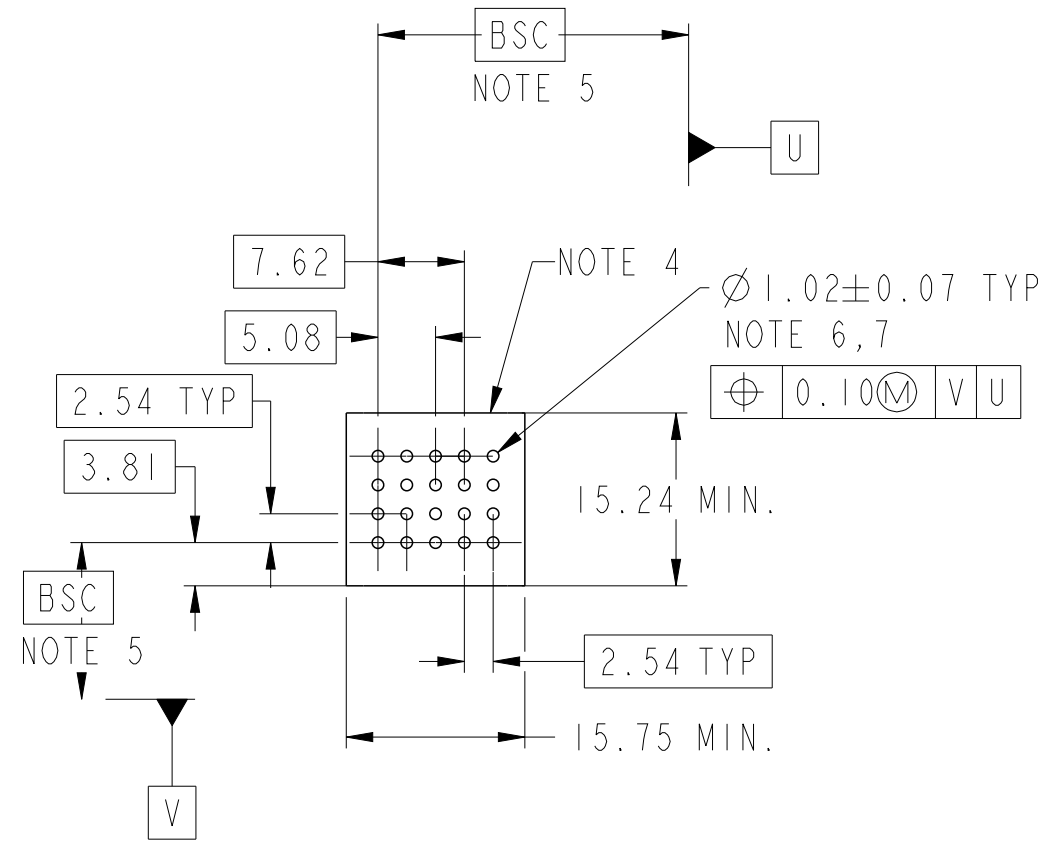 BSC
NOTE 5
U
7.62
NOTE 4
Ø1.02±0.07 TYP
5.08
NOTE 6,7
2.54 TYP
⌖ 0.10Ⓜ V U
3.81
15.24 MIN.
BSC
NOTE 5
2.54 TYP
15.75 MIN.
V